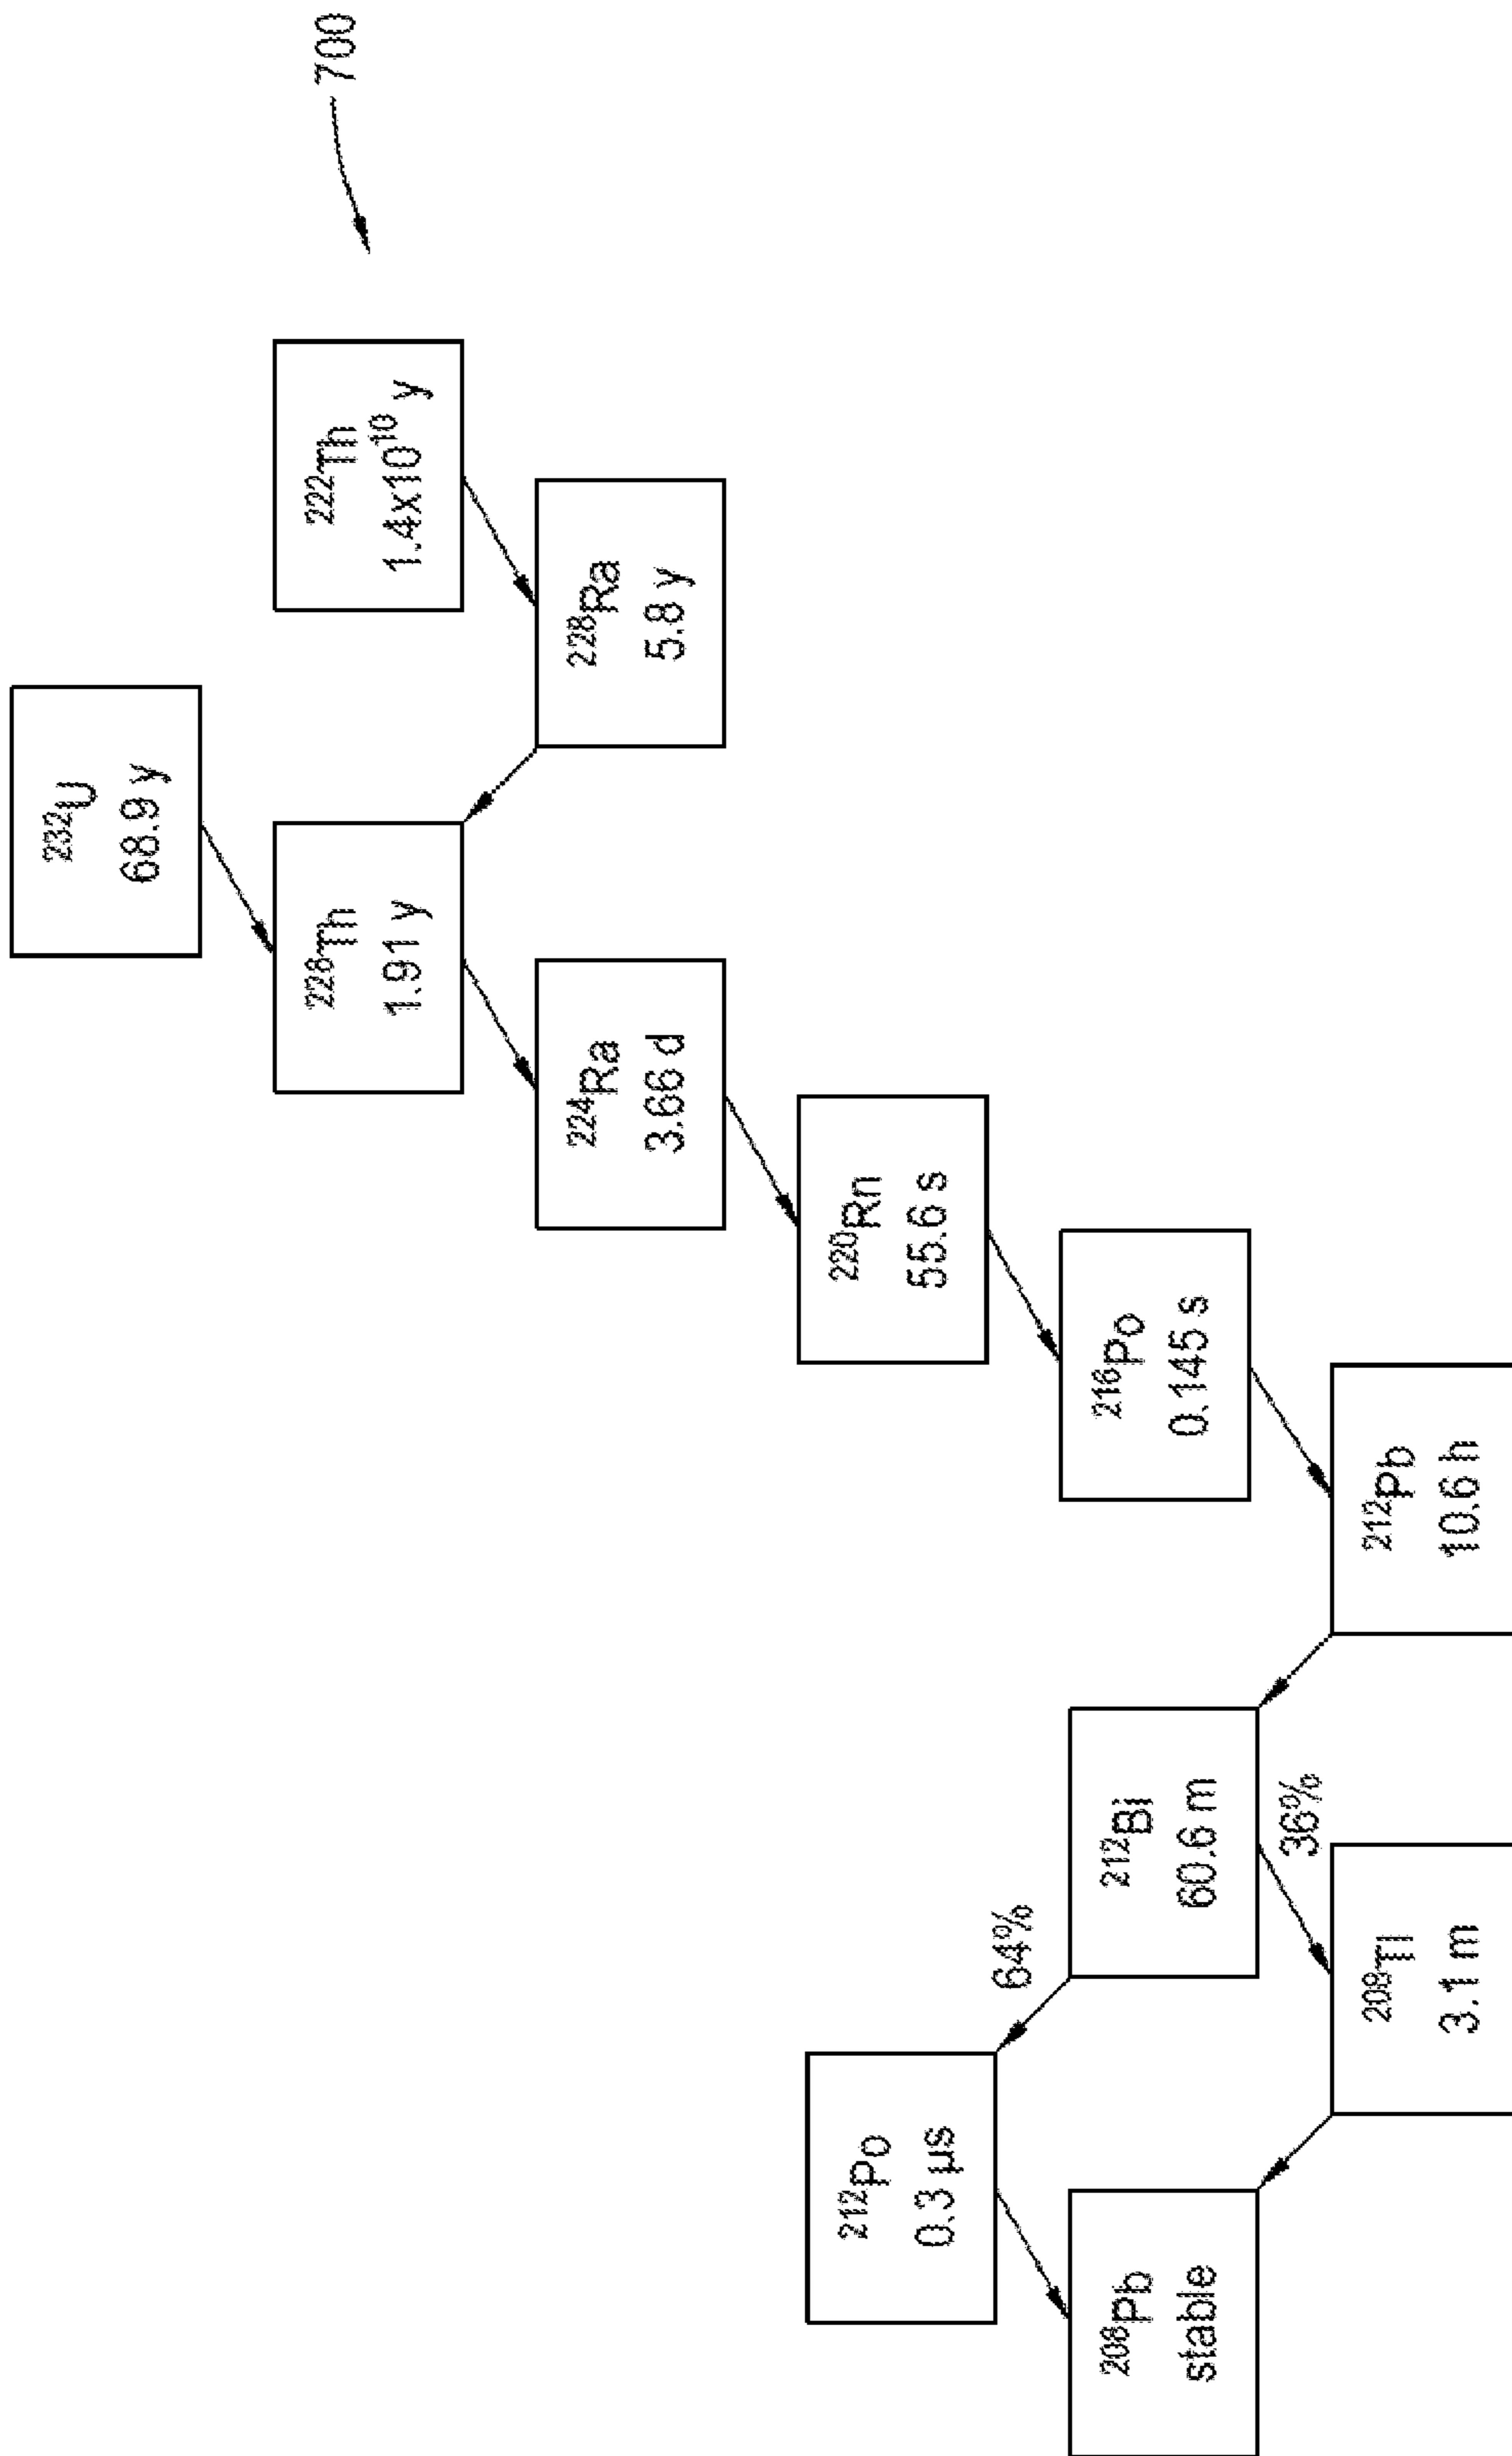 700
²³²U
68.9 y
²²²Th
1.4x10¹⁰ y
²²⁸Th
1.91 y
²²⁸Ra
5.8 y
²²⁴Ra
3.66 d
²²⁰Rn
55.6 s
²¹⁶Po
0.145 s
²¹²Pb
10.6 h
²¹²Bi
60.6 m
64%
36%
²¹²Po
0.3 µs
²⁰⁸Tl
3.1 m
²⁰⁸Pb
stable